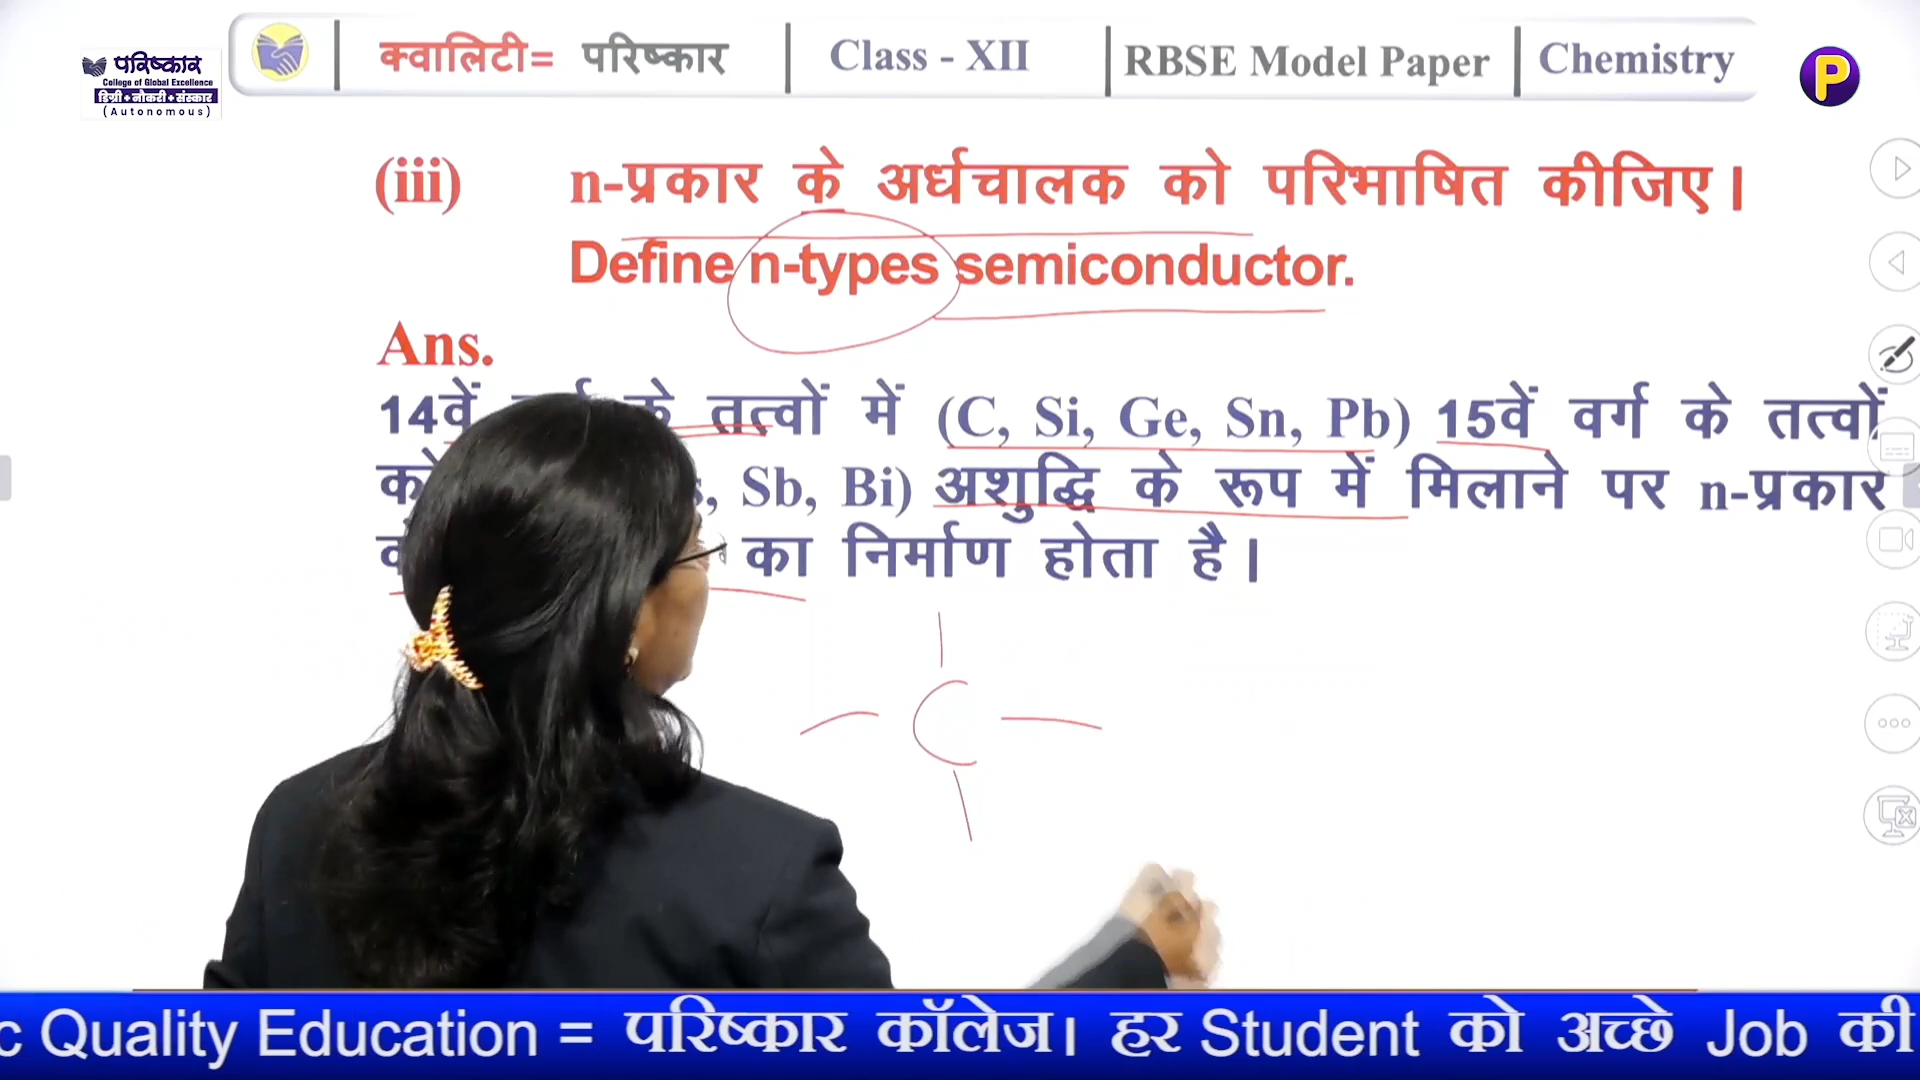 परिष्कार
College of Global Excellence
डिग्री + नौकरी + संस्कार
(Autonomous)
क्वालिटी= परिष्कार
Class - XII
RBSE Model Paper
Chemistry
P
(iii) n-प्रकार के अर्धचालक को परिभाषित कीजिए।
Define n-types semiconductor.
Ans.
14वें के तत्वों में (C, Si, Ge, Sn, Pb) 15वें वर्ग के तत्वों
Sb, Bi) अशुद्धि के रूप में मिलाने पर n-प्रकार
का निर्माण होता है।
C
c Quality Education = परिष्कार कॉलेज। हर Student को अच्छे Job की